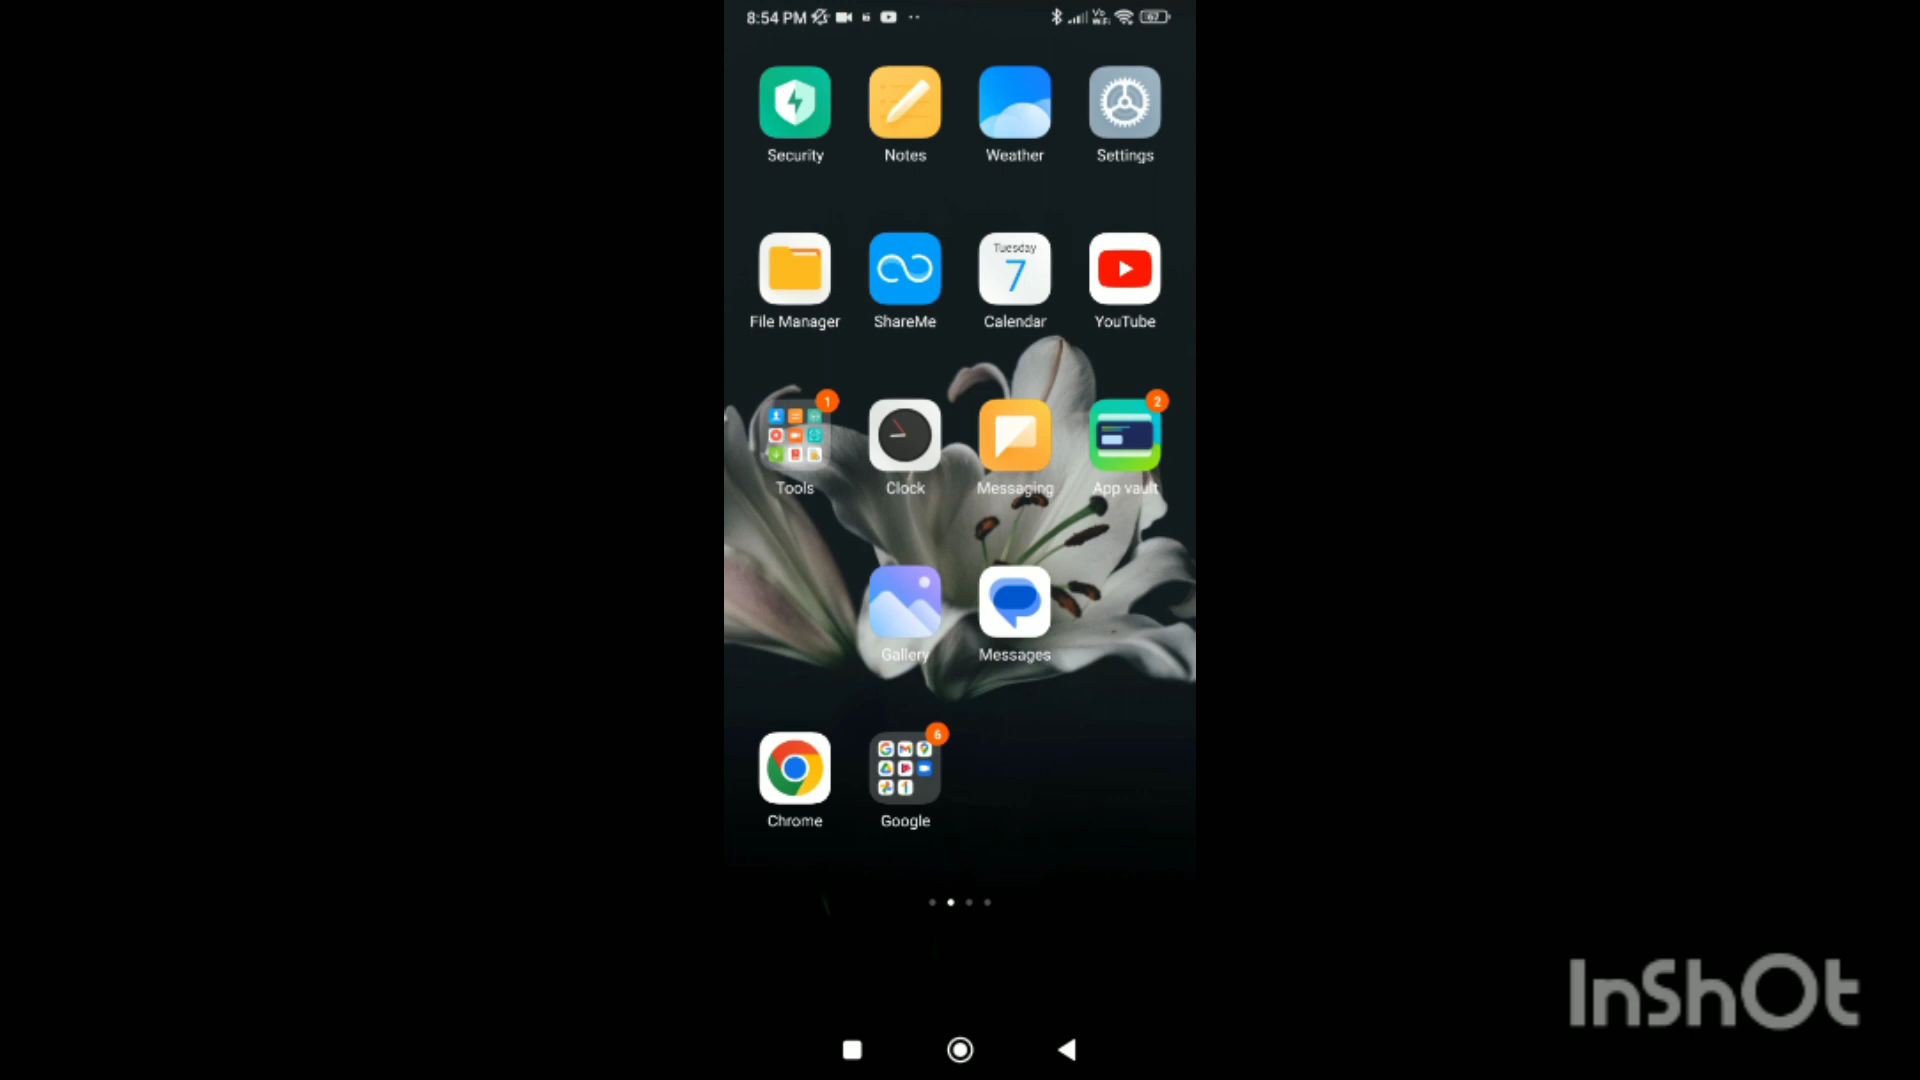 8:54 PM
67
Security Notes Weather Settings
Tuesday
7
File Manager ShareMe Calendar YouTube
1
2
Tools Clock Messaging App vault
Gallery Messages
6
Chrome Google
InShOt